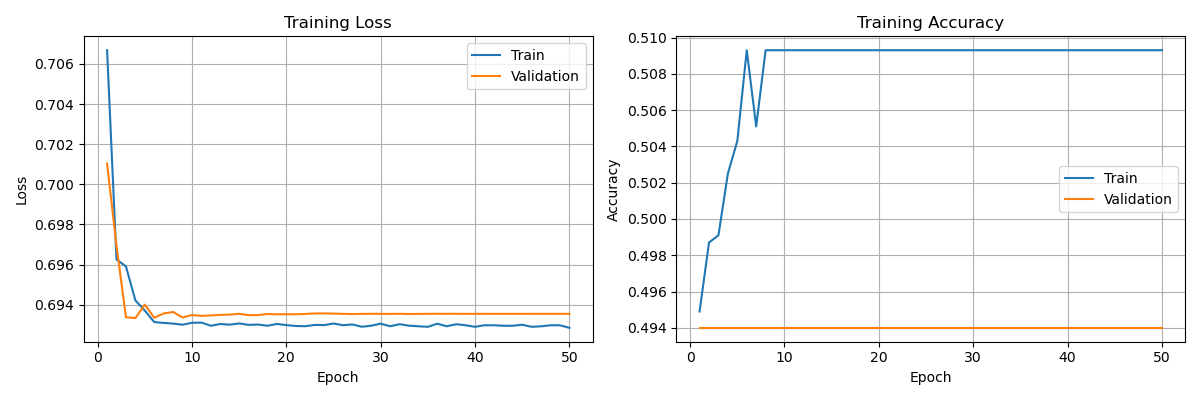 Training Loss
Train
Validation
0.706
0.704
0.702
0.700
0.698
0.696
0.694
Loss
0
10
20
30
40
50
Epoch
Training Accuracy
Train
Validation
0.510
0.508
0.506
0.504
0.502
0.500
0.498
0.496
0.494
Accuracy
0
10
20
30
40
50
Epoch